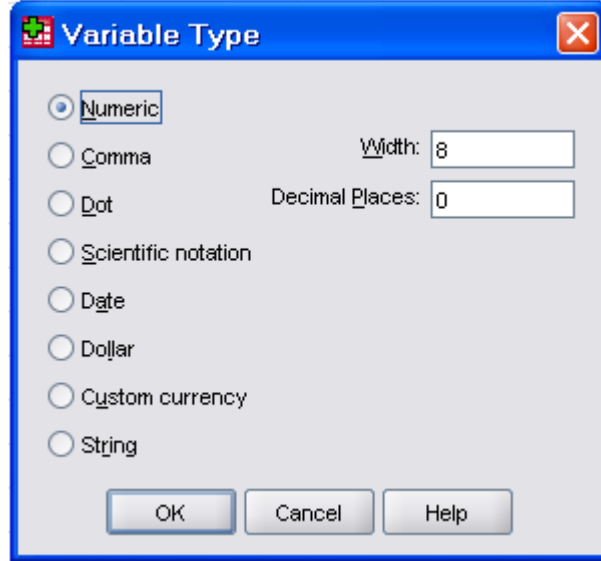 Variable Type
Numeric
Comma
Width: 8
Dot
Decimal Places: 0
Scientific notation
Date
Dollar
Custom currency
String
OK Cancel Help